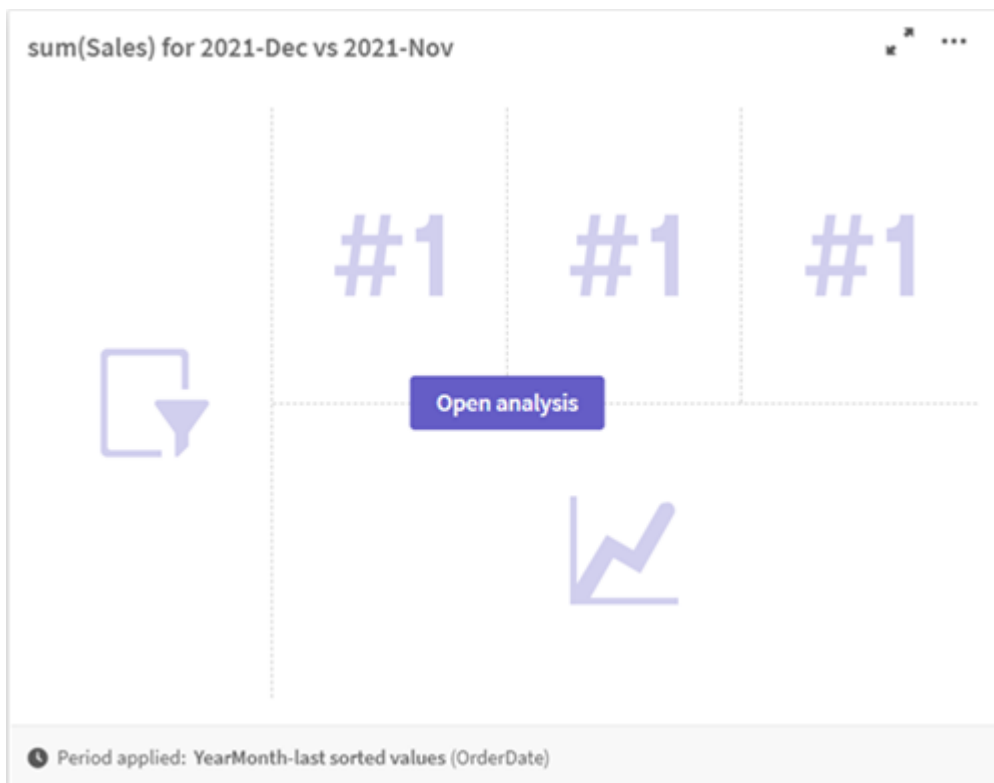 sum(Sales) for 2021-Dec vs 2021-Nov
#1 #1 #1
Open analysis
Period applied: YearMonth-last sorted values (OrderDate)